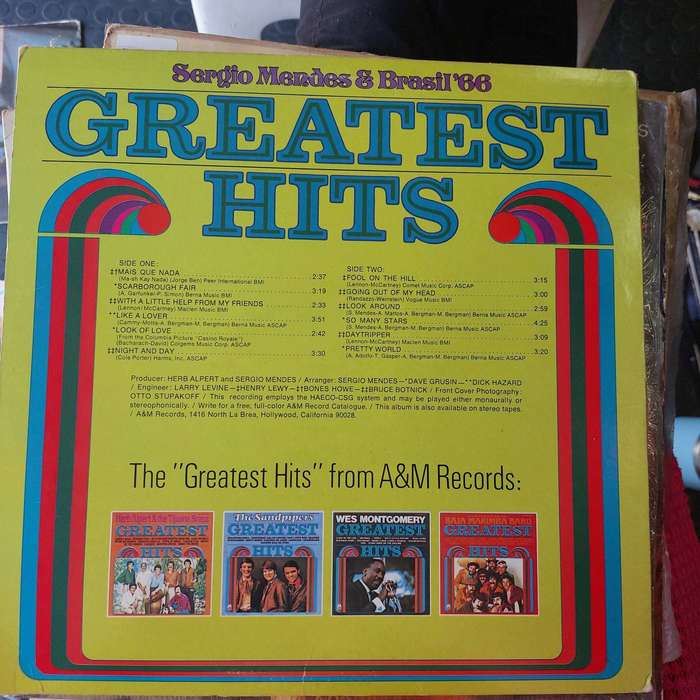 Sergio Mendes & Brasil '66
GREATEST
HITS
SIDE ONE:
‡‡MAIS QUE NADA 2:37
(Ma-sh Kay Nada) (Jorge Ben) Peer International BMI
*SCARBOROUGH FAIR 3:19
(A. Garfunkel-P. Simon) Berna Music BMI
‡‡WITH A LITTLE HELP FROM MY FRIENDS 2:33
(Lennon/McCartney) Maclen Music BMI
**LIKE A LOVER 3:51
(Cammy-Motta-A. Bergman-M. Bergman) Berna Music ASCAP
*LOOK OF LOVE 2:42
(From the Columbia Picture "Casino Royale")
(Bacharach-David) Colgems Music Corp. ASCAP
‡‡NIGHT AND DAY 3:30
(Cole Porter) Harms, Inc. ASCAP
SIDE TWO:
‡FOOL ON THE HILL 3:15
(Lennon-McCartney) Comet Music Corp. ASCAP
‡‡GOING OUT OF MY HEAD 3:00
(Randazzo-Weinstein) Vogue Music BMI
‡‡LOOK AROUND 2:59
(S. Mendes-A. Mattos-A. Bergman-M. Bergman) Berna Music ASCAP
*SO MANY STARS 4:25
(S. Mendes-A. Bergman-M. Bergman) Berna Music ASCAP
‡‡DAYTRIPPER 3:09
(Lennon/McCartney) Maclen Music BMI
*PRETTY WORLD 3:20
(A. Adolfo-T. Gaspar-A. Bergman-M. Bergman) Berna Music ASCAP
Producer: HERB ALPERT and SERGIO MENDES / Arranger: SERGIO MENDES—*DAVE GRUSIN—**DICK HAZARD
/ Engineer: LARRY LEVINE—‡HENRY LEWY—‡‡BONES HOWE—‡‡BRUCE BOTNICK / Front Cover Photography:
OTTO STUPAKOFF / This recording employs the HAECO-CSG system and may be played either monaurally or
stereophonically. / Write for a free, full-color A&M Record Catalogue. / This album is also available on stereo tapes.
/ A&M Records, 1416 North La Brea, Hollywood, California 90028.
The "Greatest Hits" from A&M Records:
Herb Alpert & the Tijuana Brass
GREATEST
HITS
The Sandpipers
GREATEST
HITS
WES MONTGOMERY
GREATEST
HITS
BAJA MARIMBA BAND
GREATEST
HITS